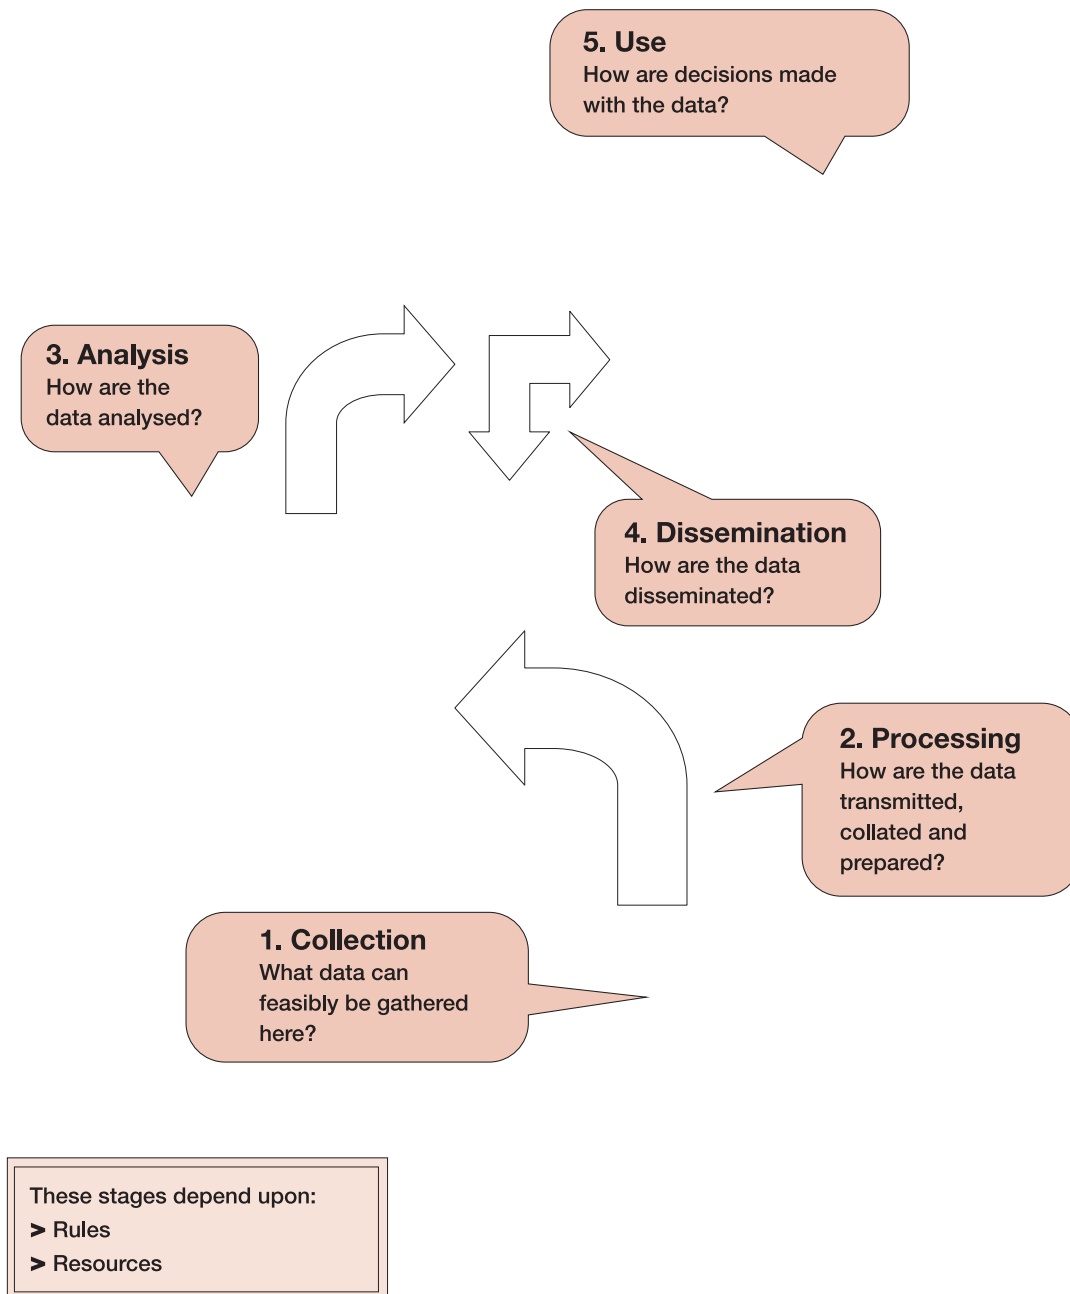 5. Use
How are decisions made
with the data?
3. Analysis
How are the
data analysed?
4. Dissemination
How are the data
disseminated?
2. Processing
How are the data
transmitted,
collated and
prepared?
1. Collection
What data can
feasibly be gathered
here?
These stages depend upon:
> Rules
> Resources